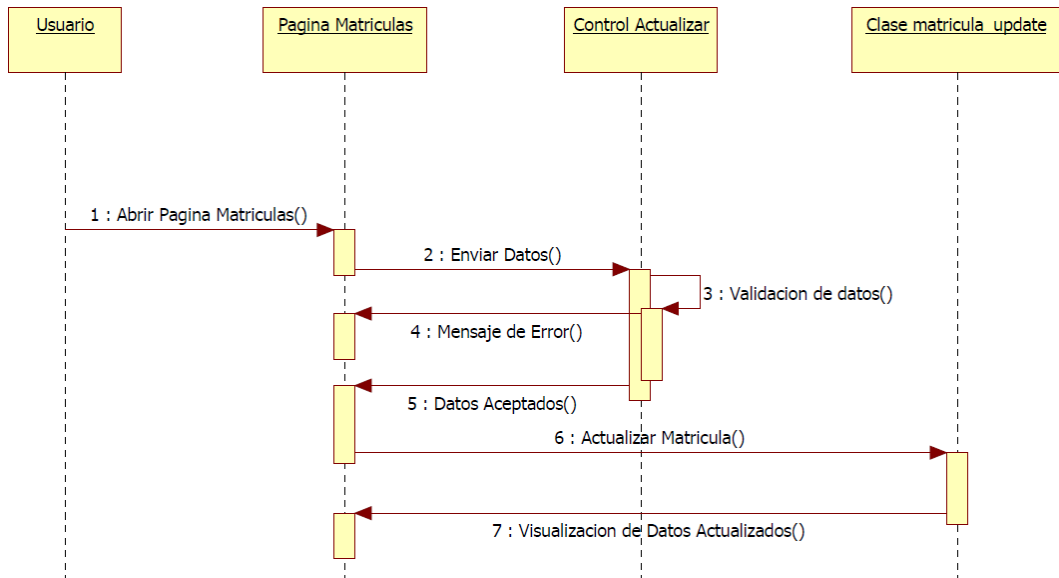 Usuario
Pagina Matriculas
Control Actualizar
Clase matricula_update
1 : Abrir Pagina Matriculas()
2 : Enviar Datos()
3 : Validacion de datos()
4 : Mensaje de Error()
5 : Datos Aceptados()
6 : Actualizar Matricula()
7 : Visualizacion de Datos Actualizados()